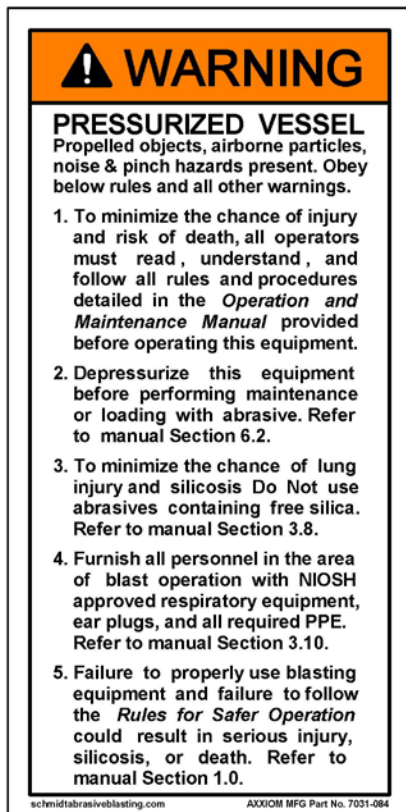 WARNING
PRESSURIZED VESSEL
Propelled objects, airborne particles,
noise & pinch hazards present. Obey
below rules and all other warnings.
1. To minimize the chance of injury
and risk of death, all operators
must read, understand, and
follow all rules and procedures
detailed in the Operation and
Maintenance Manual provided
before operating this equipment.
2. Depressurize this equipment
before performing maintenance
or loading with abrasive. Refer
to manual Section 6.2.
3. To minimize the chance of lung
injury and silicosis Do Not use
abrasives containing free silica.
Refer to manual Section 3.8.
4. Furnish all personnel in the area
of blast operation with NIOSH
approved respiratory equipment,
ear plugs, and all required PPE.
Refer to manual Section 3.10.
5. Failure to properly use blasting
equipment and failure to follow
the Rules for Safer Operation
could result in serious injury,
silicosis, or death. Refer to
manual Section 1.0.
schmidtabrasiveblasting.com AXXIOM MFG Part No. 7031-084